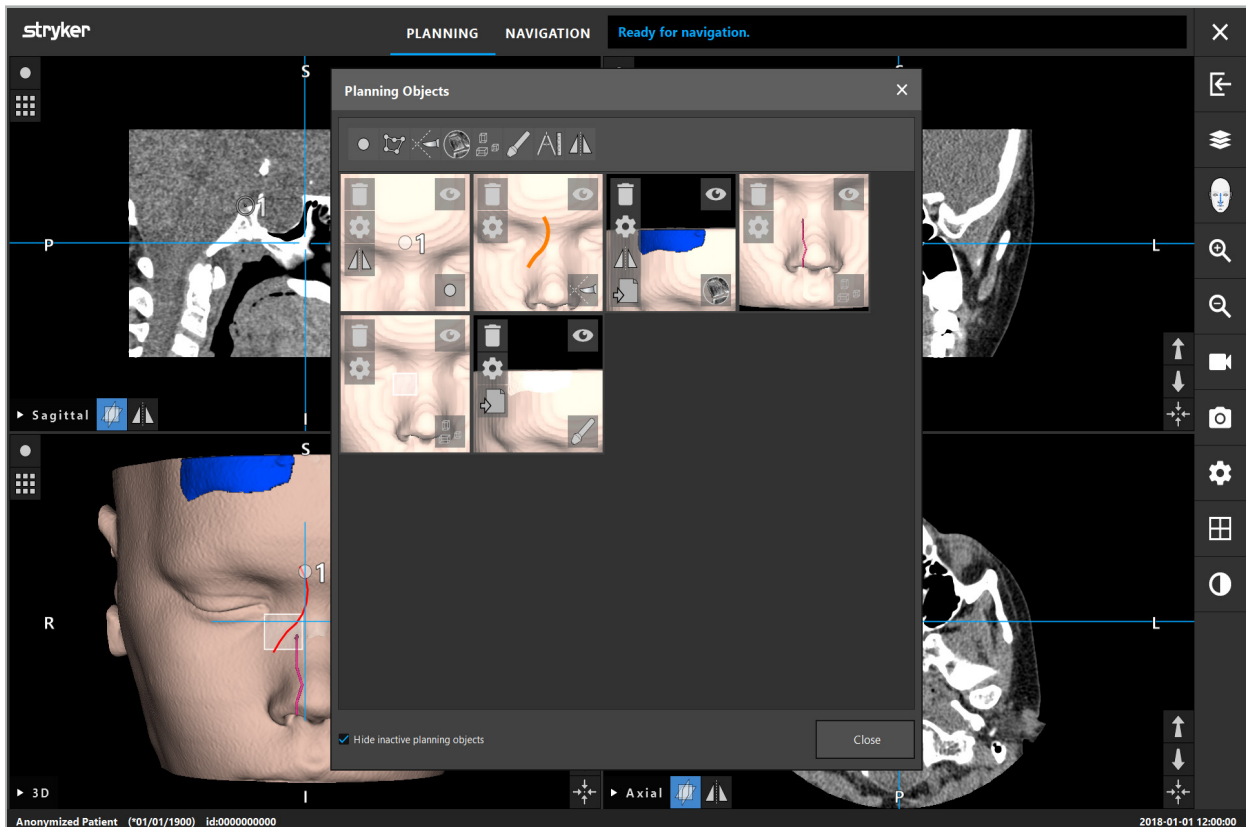 stryker
PLANNING NAVIGATION Ready for navigation.
S
Planning Objects
P
1
L
1
Sagittal
I
S
1
R
L
Hide inactive planning objects
Close
3D
I
Axial
P
Anonymized Patient (*01/01/1900) id:0000000000
2018-01-01 12:00:00